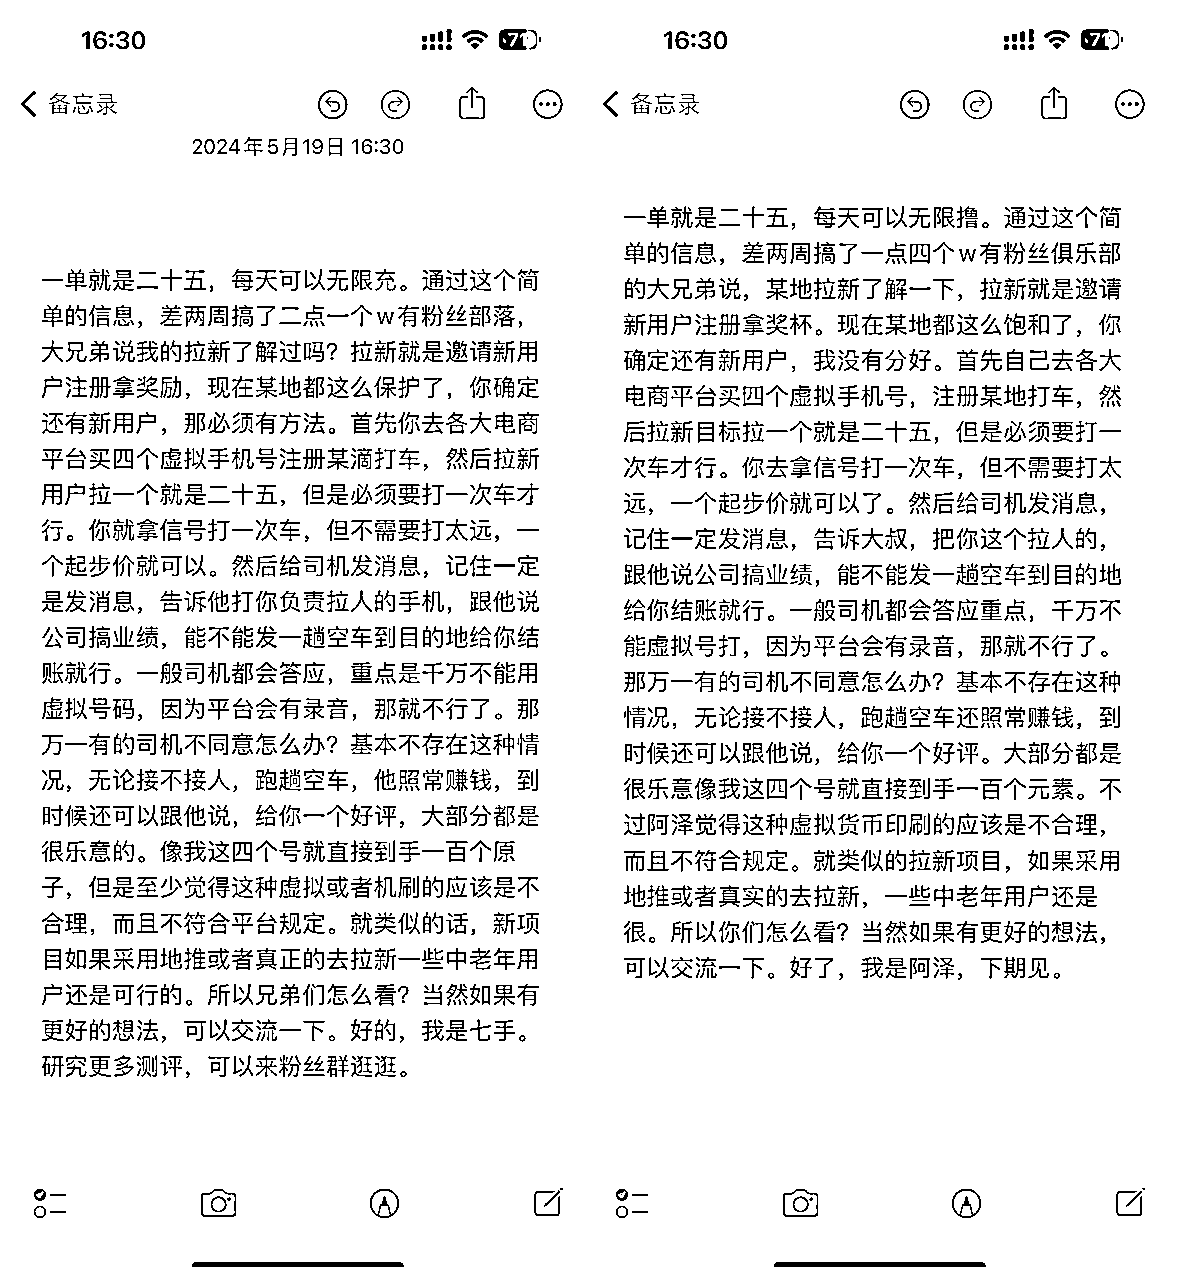 16:30
71
备忘录
2024年5月19日 16:30
一单就是二十五，每天可以无限充。通过这个简
单的信息，差两周搞了二点一个w有粉丝部落，
大兄弟说我的拉新了解过吗？拉新就是邀请新用
户注册拿奖励，现在某地都这么保护了，你确定
还有新用户，那必须有方法。首先你去各大电商
平台买四个虚拟手机号注册某滴打车，然后拉新
用户拉一个就是二十五，但是必须要打一次车才
行。你就拿信号打一次车，但不需要打太远，一
个起步价就可以。然后给司机发消息，记住一定
是发消息，告诉他打你负责拉人的手机，跟他说
公司搞业绩，能不能发一趟空车到目的地给你结
账就行。一般司机都会答应，重点是千万不能用
虚拟号码，因为平台会有录音，那就不行了。那
万一有的司机不同意怎么办？基本不存在这种情
况，无论接不接人，跑趟空车，他照常赚钱，到
时候还可以跟他说，给你一个好评，大部分都是
很乐意的。像我这四个号就直接到手一百个原
子，但是至少觉得这种虚拟或者机刷的应该是不
合理，而且不符合平台规定。就类似的话，新项
目如果采用地推或者真正的去拉新一些中老年用
户还是可行的。所以兄弟们怎么看？当然如果有
更好的想法，可以交流一下。好的，我是七手。
研究更多测评，可以来粉丝群逛逛。
16:30
71
备忘录
一单就是二十五，每天可以无限撸。通过这个简
单的信息，差两周搞了一点四个w有粉丝俱乐部
的大兄弟说，某地拉新了解一下，拉新就是邀请
新用户注册拿奖杯。现在某地都这么饱和了，你
确定还有新用户，我没有分好。首先自己去各大
电商平台买四个虚拟手机号，注册某地打车，然
后拉新目标拉一个就是二十五，但是必须要打一
次车才行。你去拿信号打一次车，但不需要打太
远，一个起步价就可以了。然后给司机发消息，
记住一定发消息，告诉大叔，把你这个拉人的，
跟他说公司搞业绩，能不能发一趟空车到目的地
给你结账就行。一般司机都会答应重点，千万不
能虚拟号打，因为平台会有录音，那就不行了。
那万一有的司机不同意怎么办？基本不存在这种
情况，无论接不接人，跑趟空车还照常赚钱，到
时候还可以跟他说，给你一个好评。大部分都是
很乐意像我这四个号就直接到手一百个元素。不
过阿泽觉得这种虚拟货币印刷的应该是不合理，
而且不符合规定。就类似的拉新项目，如果采用
地推或者真实的去拉新，一些中老年用户还是
很。所以你们怎么看？当然如果有更好的想法，
可以交流一下。好了，我是阿泽，下期见。